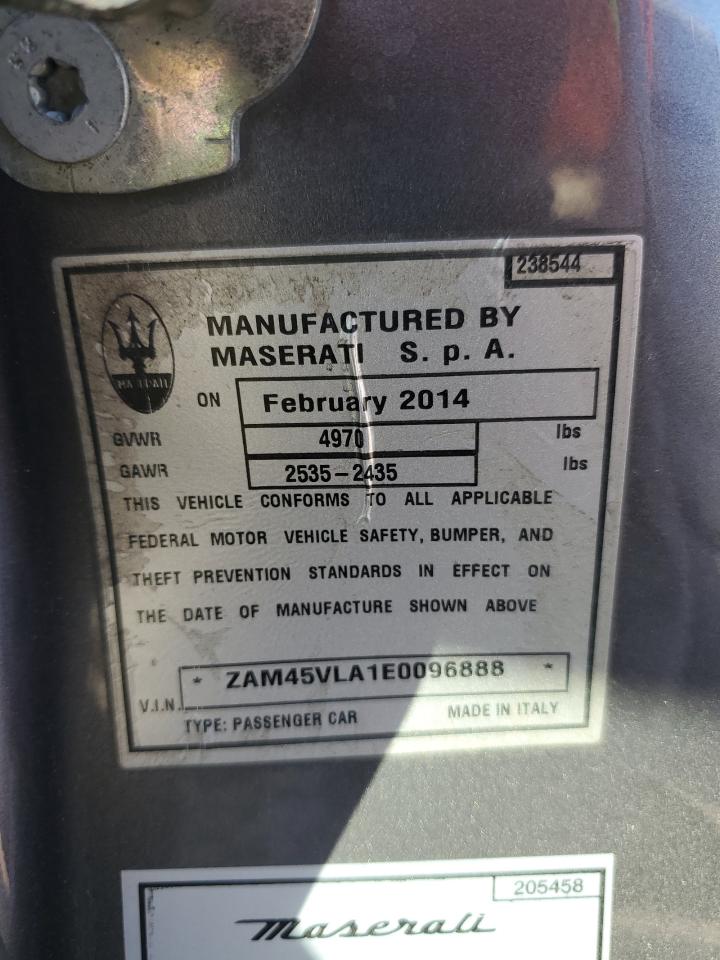 238544
MASERATI
MANUFACTURED BY
MASERATI S. p. A.
ON February 2014
GVWR 4970 lbs
GAWR 2535-2435 lbs
THIS VEHICLE CONFORMS TO ALL APPLICABLE
FEDERAL MOTOR VEHICLE SAFETY, BUMPER, AND
THEFT PREVENTION STANDARDS IN EFFECT ON
THE DATE OF MANUFACTURE SHOWN ABOVE
V.I.N. * ZAM45VLA1E0096888 *
TYPE: PASSENGER CAR MADE IN ITALY
205458
Maserati